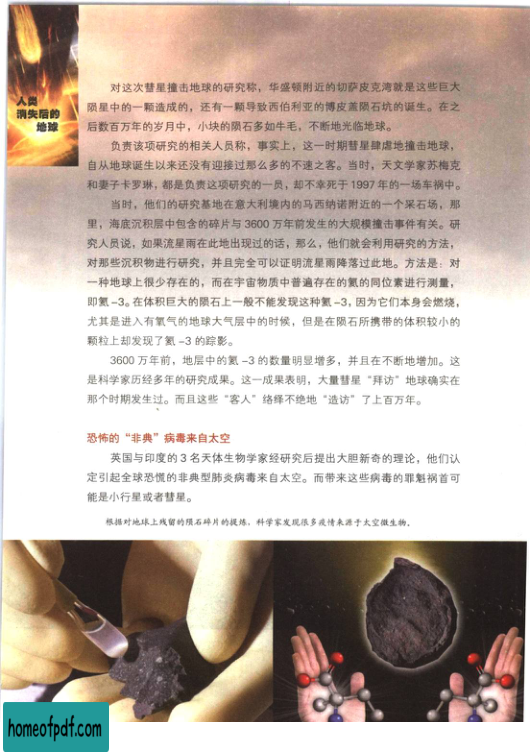 人类
消失后的
地球
对这次彗星撞击地球的研究称，华盛顿附近的切萨皮克湾就是这些巨大
陨星中的一颗造成的，还有一颗导致西伯利亚的博皮盖陨石坑的诞生。在之
后数百万年的岁月中，小块的陨石多如牛毛，不断地光临地球。
负责该项研究的相关人员称，事实上，这一时期彗星肆虐地撞击地球，
自从地球诞生以来还没有迎接过那么多的不速之客。当时，天文学家苏梅克
和妻子卡罗琳，都是负责这项研究的一员，却不幸死于1997年的一场车祸中。
当时，他们的研究基地在意大利境内的马西纳诺附近的一个采石场，那
里，海底沉积层中包含的碎片与3600万年前发生的大规模撞击事件有关。研
究人员说，如果流星雨在此地出现过的话，那么，他们就会利用研究的方法，
对那些沉积物进行研究，并且完全可以证明流星雨降落过此地。方法是：对
一种地球上很少存在的，而在宇宙物质中普遍存在的氦的同位素进行测量，
即氦-3。在体积巨大的陨石上一般不能发现这种氦-3，因为它们本身会燃烧，
尤其是进入有氧气的地球大气层中的时候，但是在陨石所携带的体积较小的
颗粒上却发现了氦-3的踪影。
3600万年前，地层中的氦-3的数量明显增多，并且在不断地增加。这
是科学家历经多年的研究成果。这一成果表明，大量彗星“拜访”地球确实在
那个时期发生过。而且这些“客人”络绎不绝地“造访”了上百万年。
恐怖的“非典”病毒来自太空
英国与印度的3名天体生物学家经研究后提出大胆新奇的理论，他们认
定引起全球恐慌的非典型肺炎病毒来自太空。而带来这些病毒的罪魁祸首可
能是小行星或者彗星。
根据对地球上残留的陨石碎片的提炼，科学家发现很多疫情来源于太空微生物。
homeofpdf.com